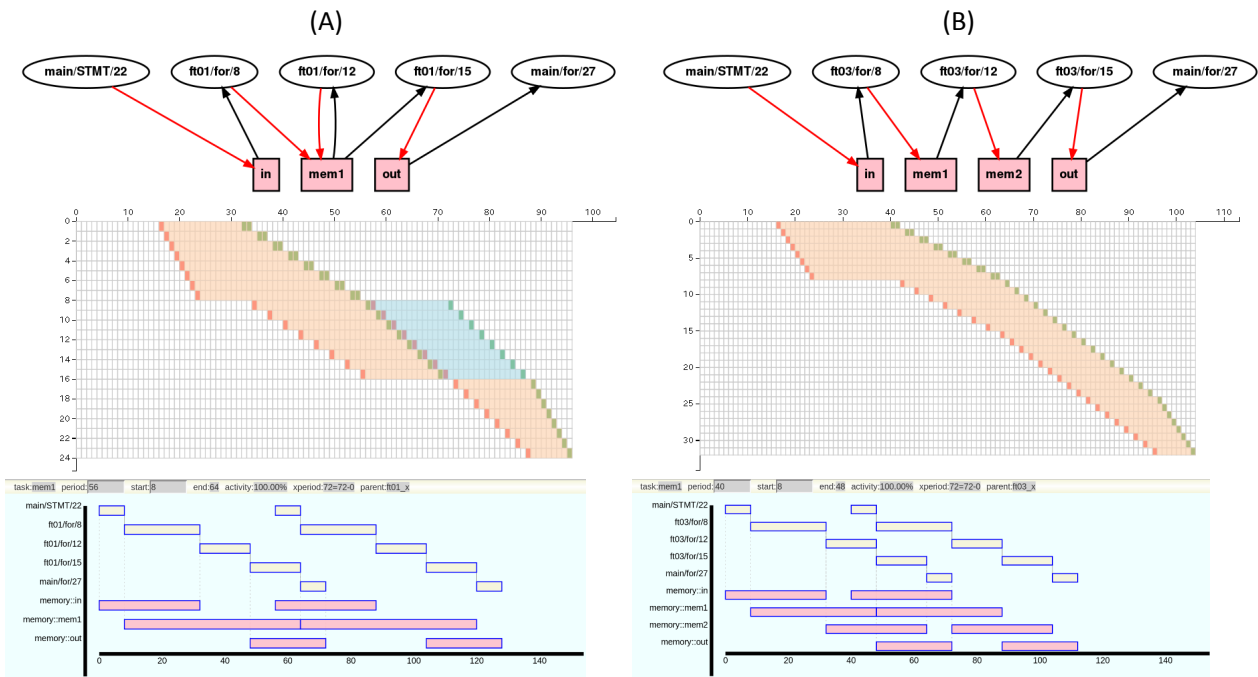 (A)
(B)
main/STMT/22 ft01/for/8 ft01/for/12 ft01/for/15 main/for/27
in mem1 out
main/STMT/22 ft03/for/8 ft03/for/12 ft03/for/15 main/for/27
in mem1 mem2 out
0 10 20 30 40 50 60 70 80 90 100
0
2
4
6
8
10
12
14
16
18
20
22
24
0 10 20 30 40 50 60 70 80 90 100 110
0
5
10
15
20
25
30
task:mem1 period:56 start:8 end:64 activity:100.00% xperiod:72=72-0 parent:ft01_x
main/STMT/22
ft01/for/8
ft01/for/12
ft01/for/15
main/for/27
memory::in
memory::mem1
memory::out
0 20 40 60 80 100 120 140
task:mem1 period:40 start:8 end:48 activity:100.00% xperiod:72=72-0 parent:ft03_x
main/STMT/22
ft03/for/8
ft03/for/12
ft03/for/15
main/for/27
memory::in
memory::mem1
memory::mem2
memory::out
0 20 40 60 80 100 120 140